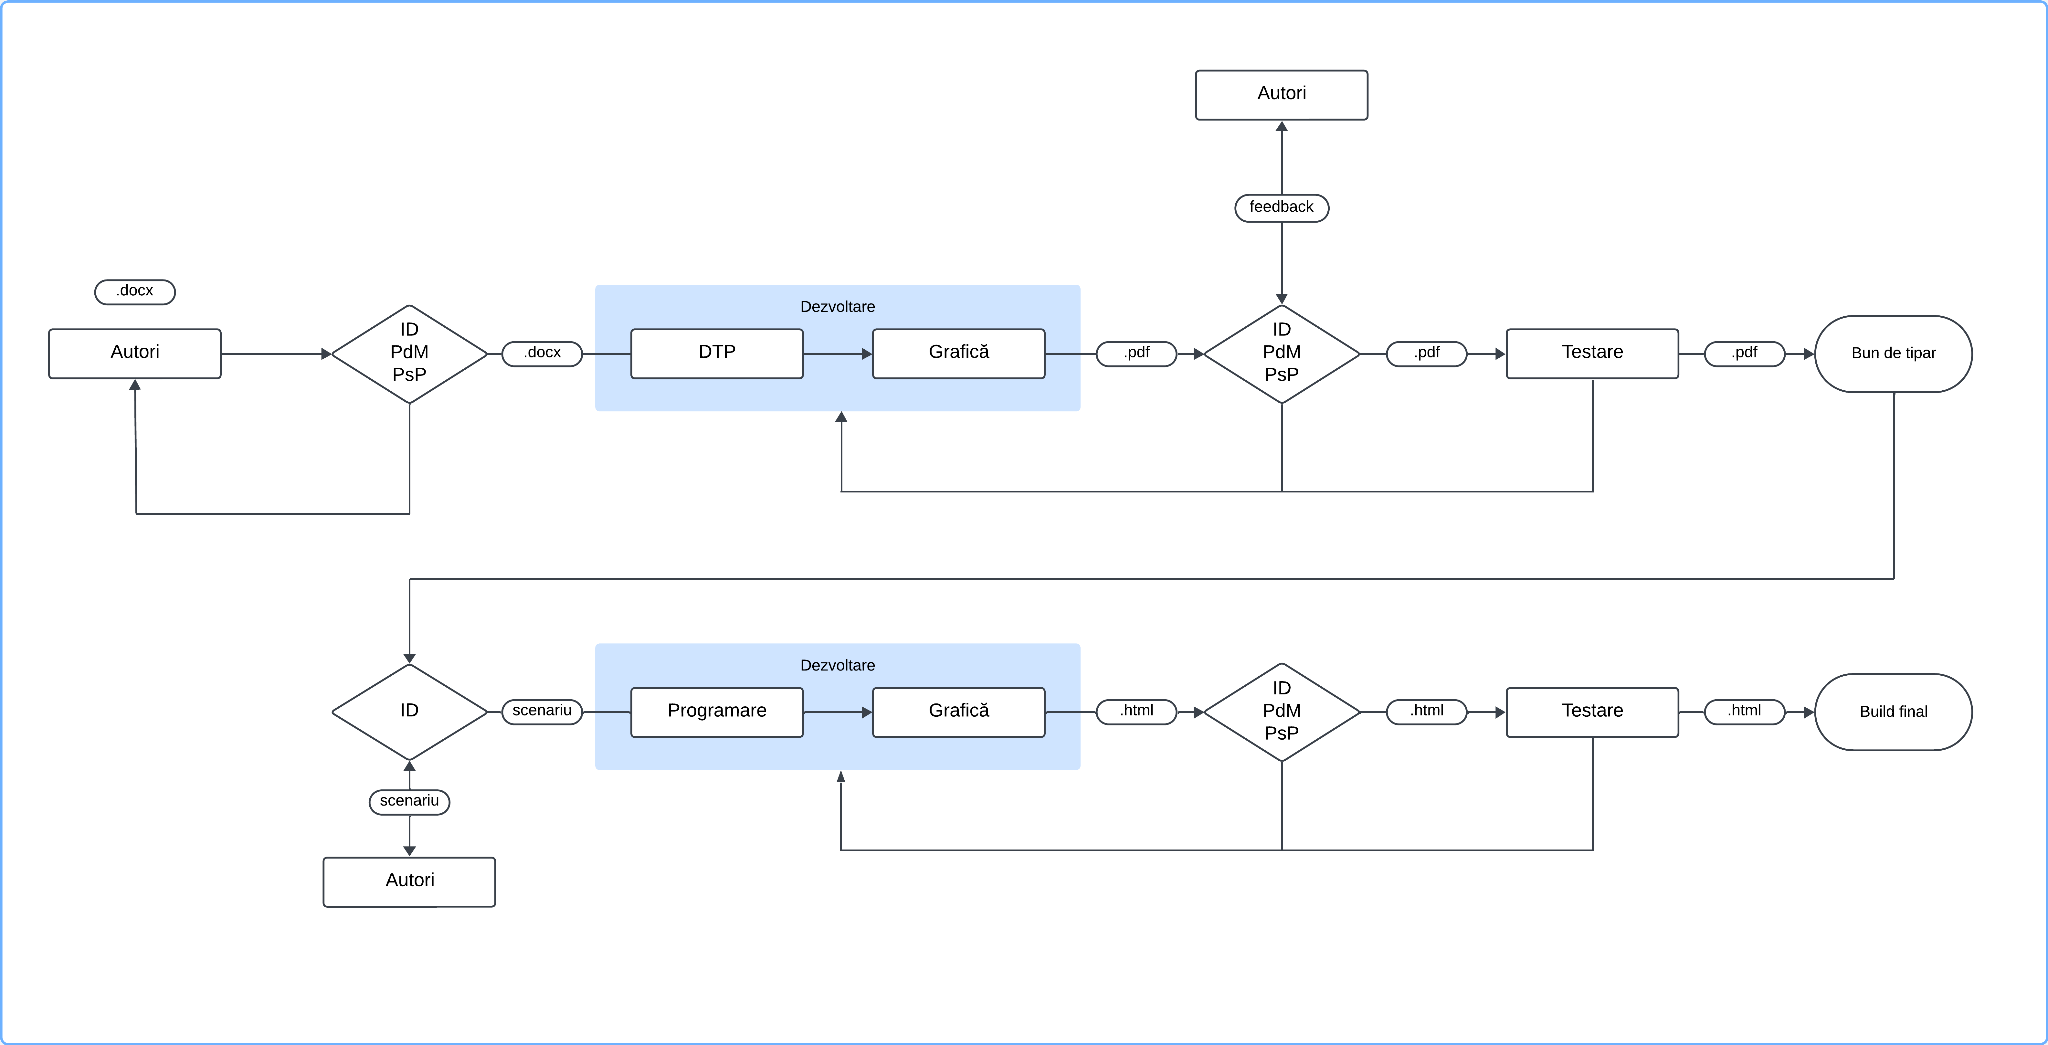 Autori
feedback
.docx
Autori
ID
PdM
PsP
.docx
Dezvoltare
DTP
Grafică
.pdf
ID
PdM
PsP
.pdf
Testare
.pdf
Bun de tipar
ID
scenariu
Dezvoltare
Programare
Grafică
.html
ID
PdM
PsP
.html
Testare
.html
Build final
scenariu
Autori